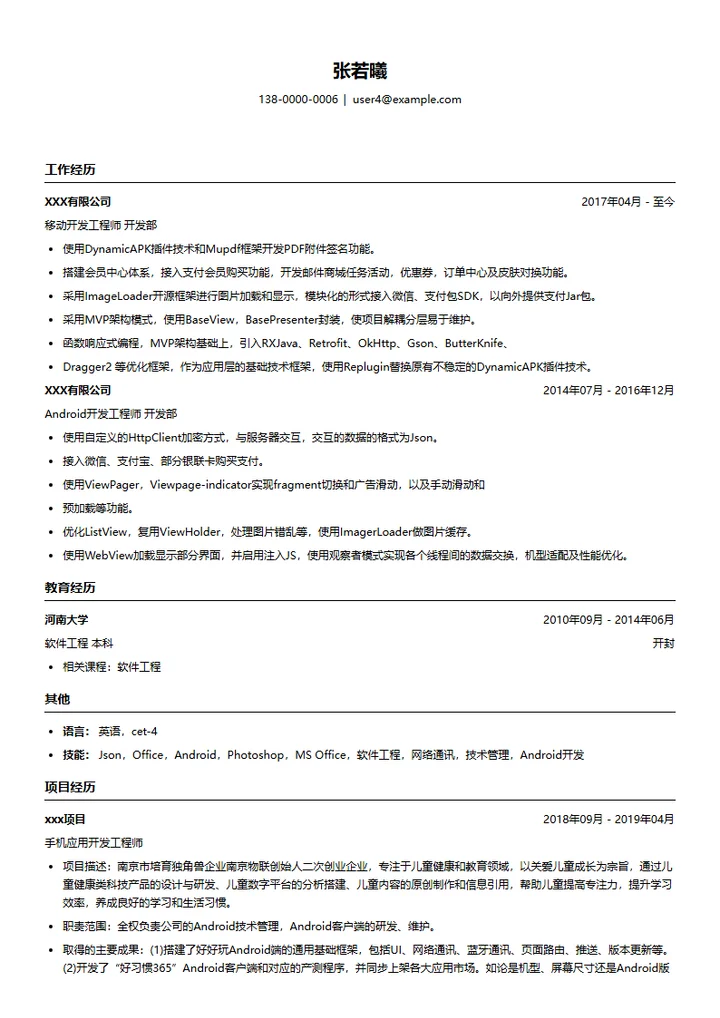 张若曦
138-0000-0006 | user4@example.com
工作经历
XXX有限公司 2017年04月 - 至今
移动开发工程师 开发部
• 使用DynamicAPK插件技术和Mupdf框架开发PDF附件签名功能。
• 搭建会员中心体系，接入支付会员购买功能，开发邮件商城任务活动，优惠券，订单中心及皮肤对换功能。
• 采用ImageLoader开源框架进行图片加载和显示，模块化的形式接入微信、支付包SDK，以向外提供支付Jar包。
• 采用MVP架构模式，使用BaseView，BasePresenter封装，使项目解耦分层易于维护。
• 函数响应式编程，MVP架构基础上，引入RXJava、Retrofit、OkHttp、Gson、ButterKnife、
• Dragger2 等优化框架，作为应用层的基础技术框架，使用Replugin替换原有不稳定的DynamicAPK插件技术。
XXX有限公司 2014年07月 - 2016年12月
Android开发工程师 开发部
• 使用自定义的HttpClient加密方式，与服务器交互，交互的数据的格式为Json。
• 接入微信、支付宝、部分银联卡购买支付。
• 使用ViewPager，Viewpage-indicator实现fragment切换和广告滑动，以及手动滑动和
• 预加载等功能。
• 优化ListView，复用ViewHolder，处理图片错乱等，使用ImagerLoader做图片缓存。
• 使用WebView加载显示部分界面，并启用注入JS，使用观察者模式实现各个线程间的数据交换，机型适配及性能优化。
教育经历
河南大学 2010年09月 - 2014年06月
软件工程 本科 开封
• 相关课程：软件工程
其他
• 语言： 英语，cet-4
• 技能： Json，Office，Android，Photoshop，MS Office，软件工程，网络通讯，技术管理，Android开发
项目经历
xxx项目 2018年09月 - 2019年04月
手机应用开发工程师
• 项目描述：南京市培育独角兽企业南京物联创始人二次创业企业，专注于儿童健康和教育领域，以关爱儿童成长为宗旨，通过儿
童健康类科技产品的设计与研发、儿童数字平台的分析搭建、儿童内容的原创制作和信息引用，帮助儿童提高专注力，提升学习
效率，养成良好的学习和生活习惯。
• 职责范围：全权负责公司的Android技术管理，Android客户端的研发、维护。
• 取得的主要成果：(1)搭建了好好玩Android端的通用基础框架，包括UI、网络通讯、蓝牙通讯、页面路由、推送、版本更新等。
(2)开发了“好习惯365”Android客户端和对应的产测程序，并同步上架各大应用市场。如论是机型、屏幕尺寸还是Android版